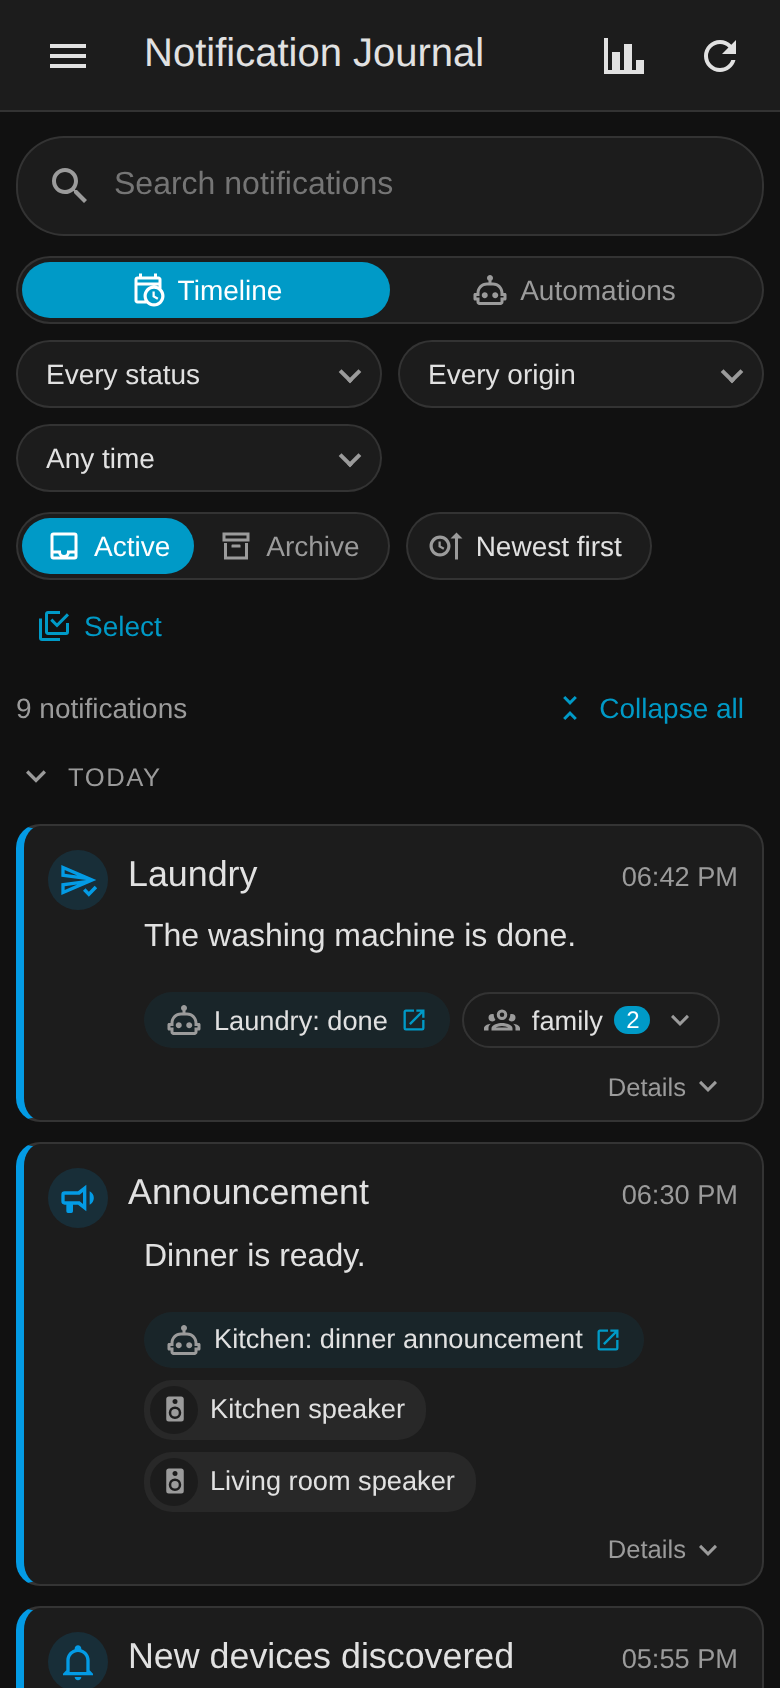 Notification Journal
Search notifications
Timeline
Automations
Every status
Every origin
Any time
Active
Archive
Newest first
Select
9 notifications
Collapse all
TODAY
Laundry
06:42 PM
The washing machine is done.
Laundry: done
family 2
Details
Announcement
06:30 PM
Dinner is ready.
Kitchen: dinner announcement
Kitchen speaker
Living room speaker
Details
New devices discovered
05:55 PM